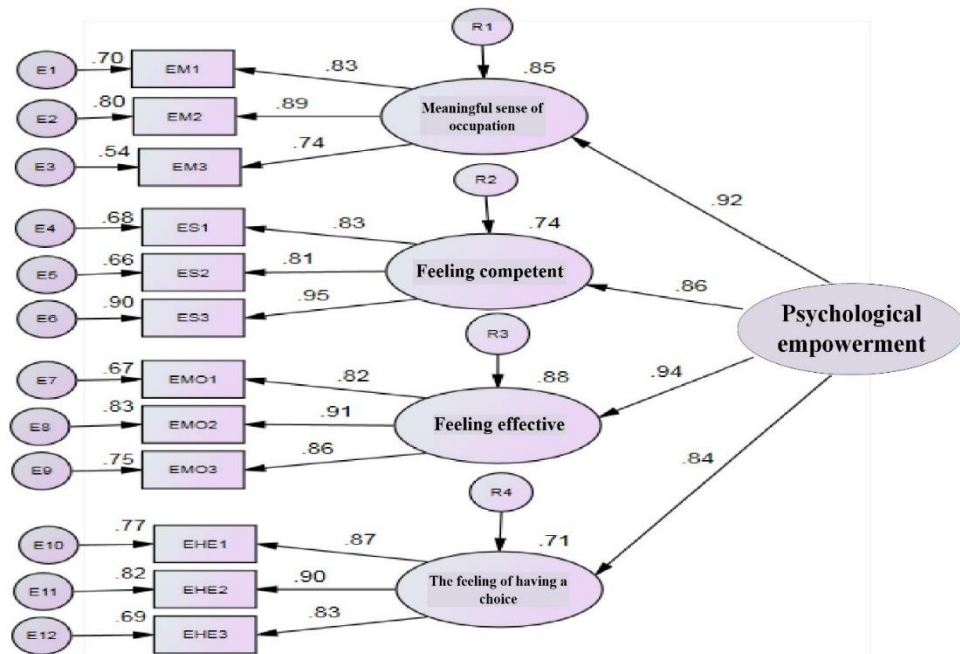 R1
.85
E1
.70
EM1
.83
Meaningful sense of
occupation
E2
.80
EM2
.89
E3
.54
EM3
.74
.92
R2
.74
E4
.68
ES1
.83
Feeling competent
E5
.66
ES2
.81
.86
E6
.90
ES3
.95
Psychological
empowerment
R3
.88
E7
.67
EMO1
.82
.94
Feeling effective
E8
.83
EMO2
.91
E9
.75
EMO3
.86
.84
R4
.71
E10
.77
EHE1
.87
The feeling of having a
choice
E11
.82
EHE2
.90
E12
.69
EHE3
.83